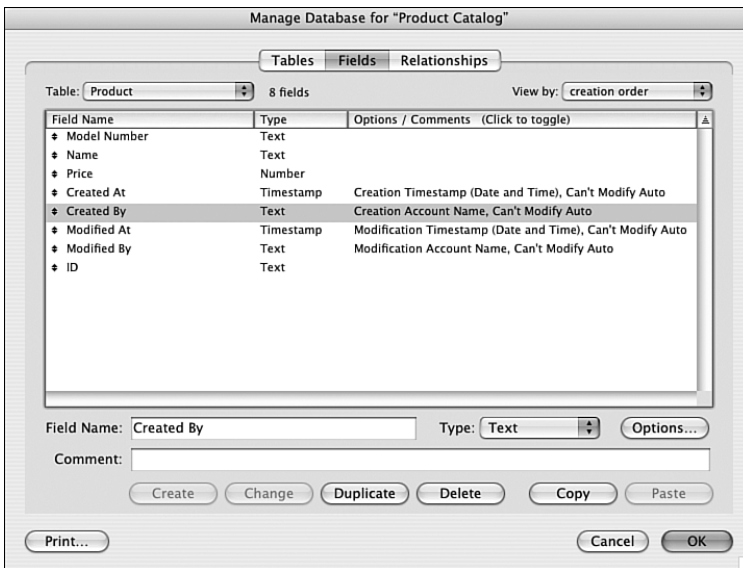 Manage Database for “Product Catalog”
Tables Fields Relationships
Table: Product 8 fields View by: creation order
Field Name Type Options / Comments (Click to toggle)
Model Number Text
Name Text
Price Number
Created At Timestamp Creation Timestamp (Date and Time), Can't Modify Auto
Created By Text Creation Account Name, Can't Modify Auto
Modified At Timestamp Modification Timestamp (Date and Time), Can't Modify Auto
Modified By Text Modification Account Name, Can't Modify Auto
ID Text
Field Name: Created By Type: Text Options...
Comment:
Create Change Duplicate Delete Copy Paste
Print... Cancel OK